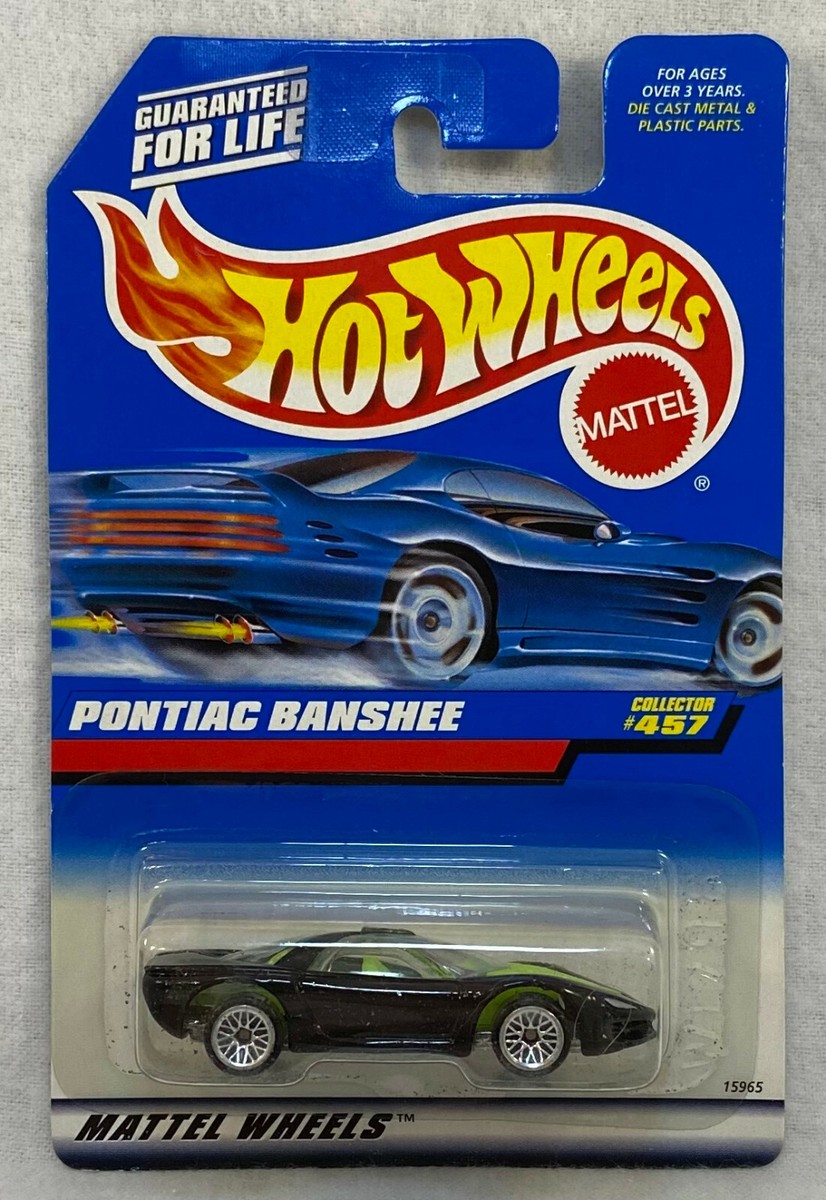 GUARANTEED
FOR LIFE
FOR AGES
OVER 3 YEARS.
DIE CAST METAL &
PLASTIC PARTS.
HOT WHEELS
MATTEL
®
PONTIAC BANSHEE
COLLECTOR
#457
15965
MATTEL WHEELS™